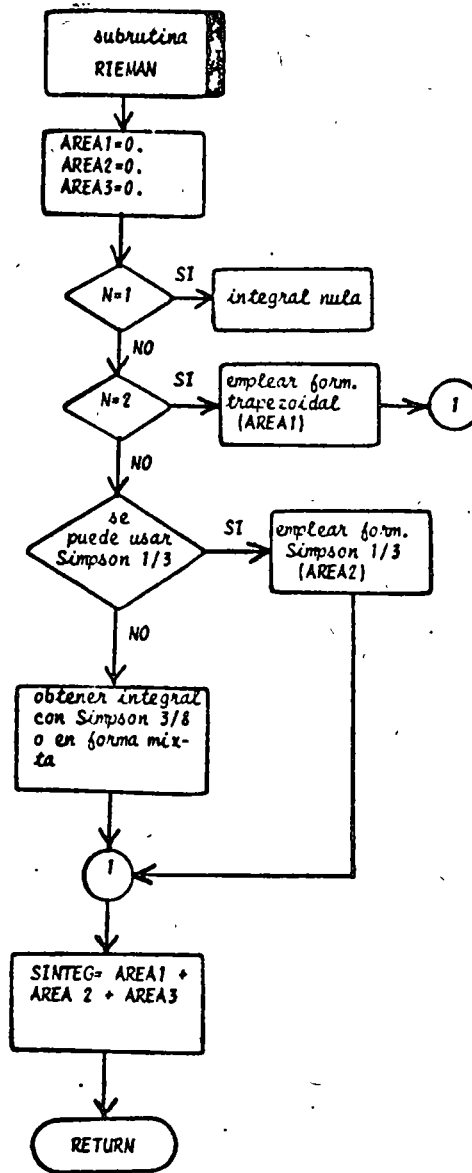 subrutina
RIEMAN
AREA1=0.
AREA2=0.
AREA3=0.
N=1
SI
integral nula
NO
N=2
SI
emplear form.
trapezoidal
(AREA1)
1
NO
se
puede usar
Simpson 1/3
SI
emplear form.
Simpson 1/3
(AREA2)
NO
obtener integral
con Simpson 3/8
o en forma mix-
ta
1
SINTEG= AREA1 +
AREA 2 + AREA3
RETURN